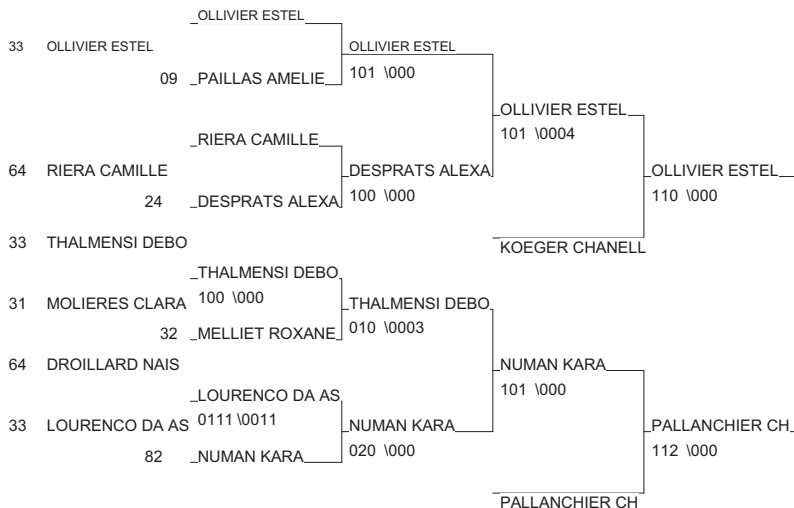 OLLIVIER ESTEL
33 OLLIVIER ESTEL OLLIVIER ESTEL
09 PAILLAS AMELIE 101 \000
OLLIVIER ESTEL
101 \0004
RIERA CAMILLE
64 RIERA CAMILLE DESPRATS ALEXA OLLIVIER ESTEL
24 DESPRATS ALEXA 100 \000 110 \000
33 THALMENSI DEBO KOEGER CHANELL
THALMENSI DEBO
31 MOLIERES CLARA 100 \000 THALMENSI DEBO
32 MELLIET ROXANE 010 \0003
64 DROILLARD NAIS NUMAN KARA
101 \000
LOURENCO DA AS
33 LOURENCO DA AS 0111 \0011 NUMAN KARA PALLANCHIER CH
82 NUMAN KARA 020 \000 112 \000
PALLANCHIER CH